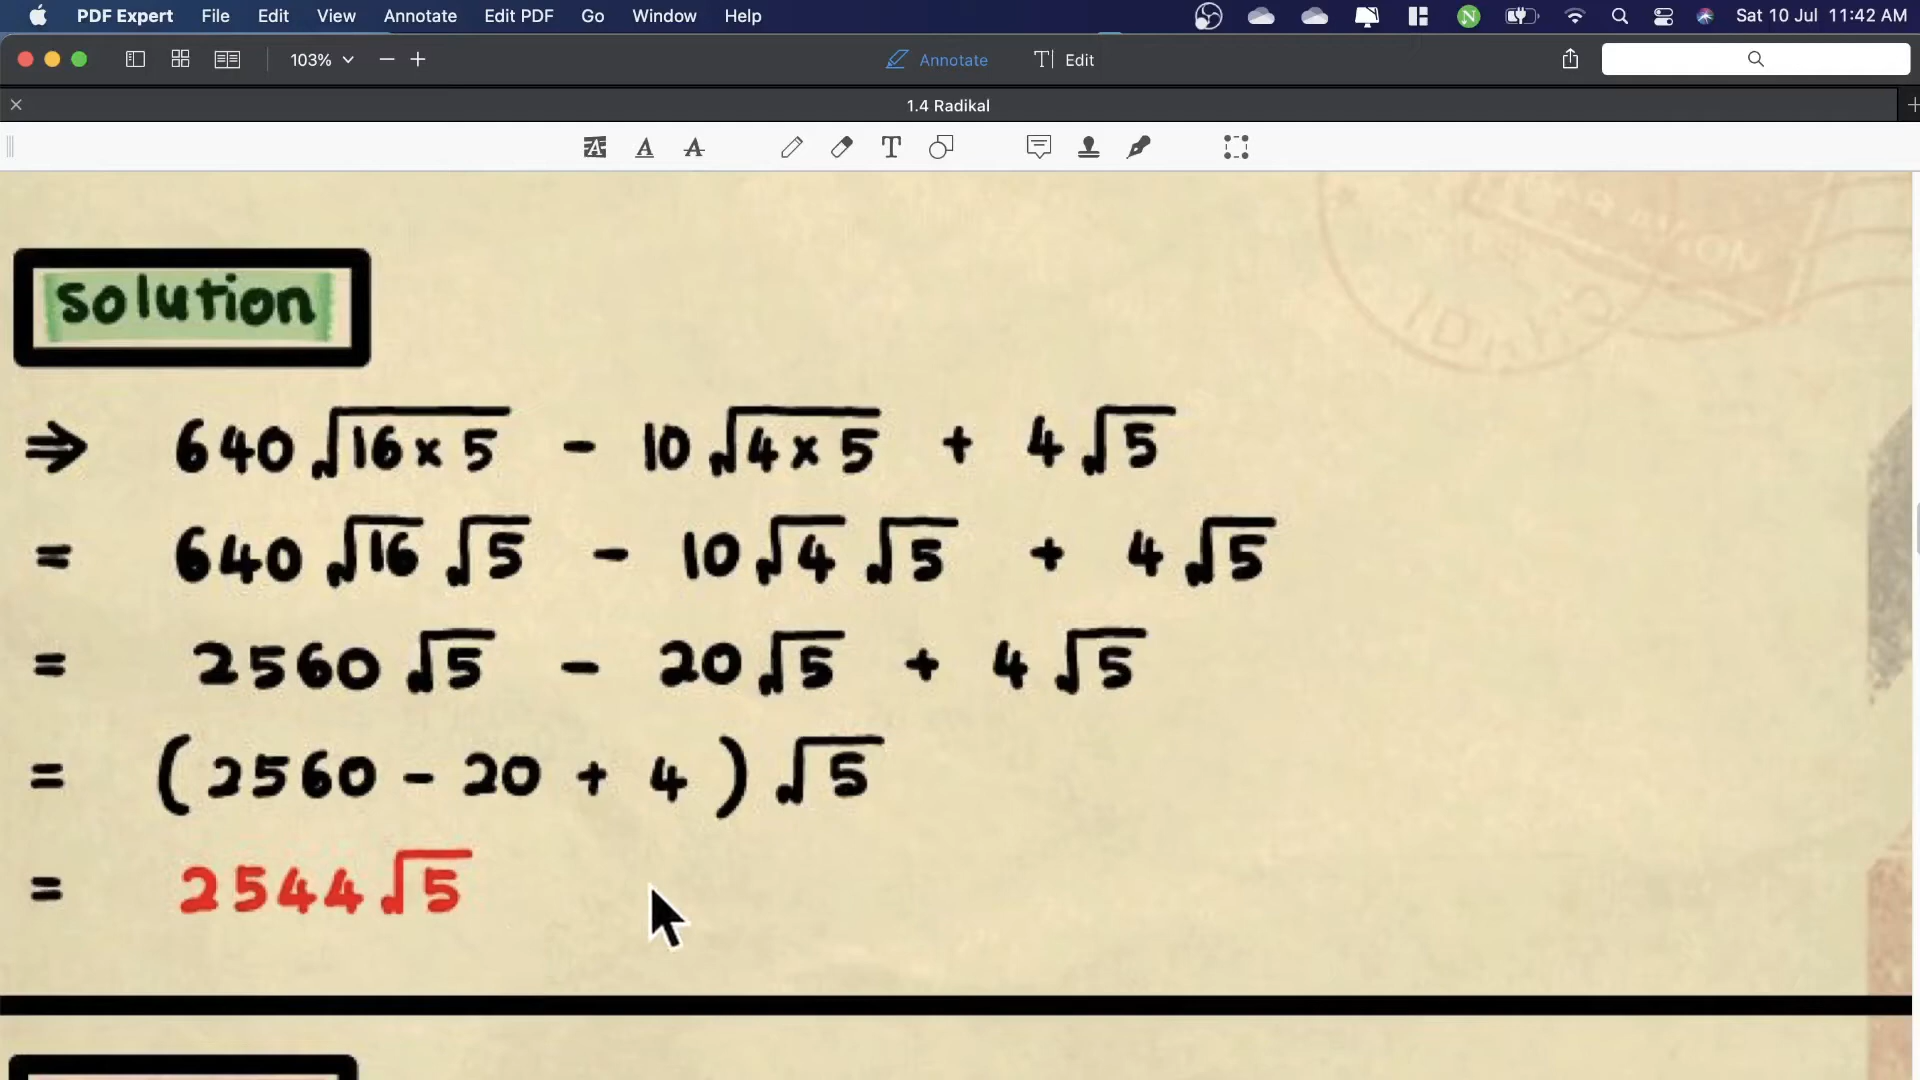 PDF Expert File Edit View Annotate Edit PDF Go Window Help Sat 10 Jul 11:42 AM
103% Annotate T Edit
1.4 Radikal
A A A T
solution
⇒ 640√(16 × 5) - 10√(4 × 5) + 4√5
= 640√16 √5 - 10√4 √5 + 4√5
= 2560√5 - 20√5 + 4√5
= (2560 - 20 + 4)√5
= 2544√5